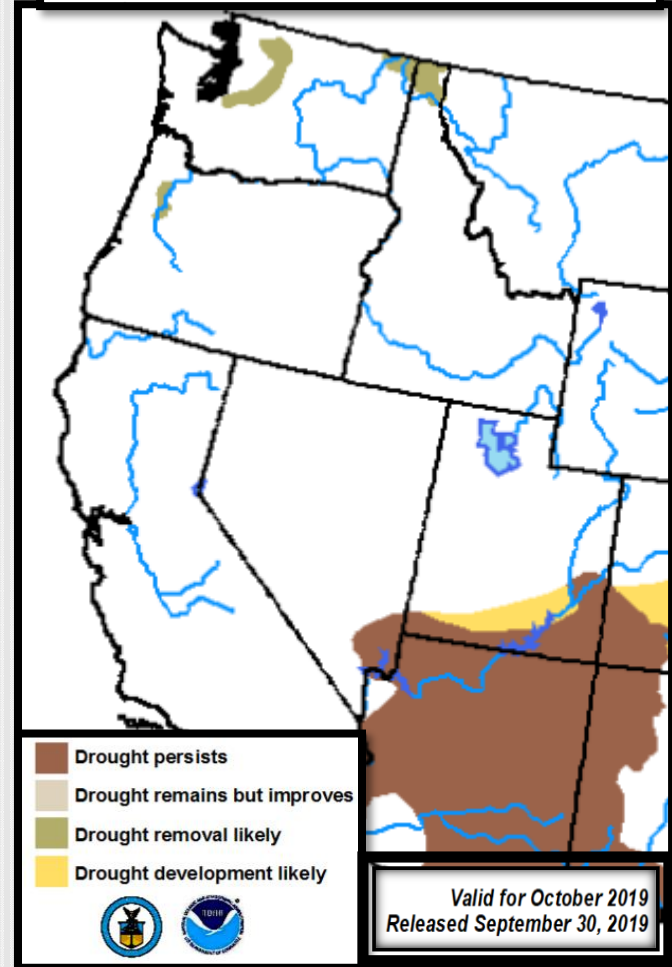 Drought persists
Drought remains but improves
Drought removal likely
Drought development likely
Valid for October 2019
Released September 30, 2019